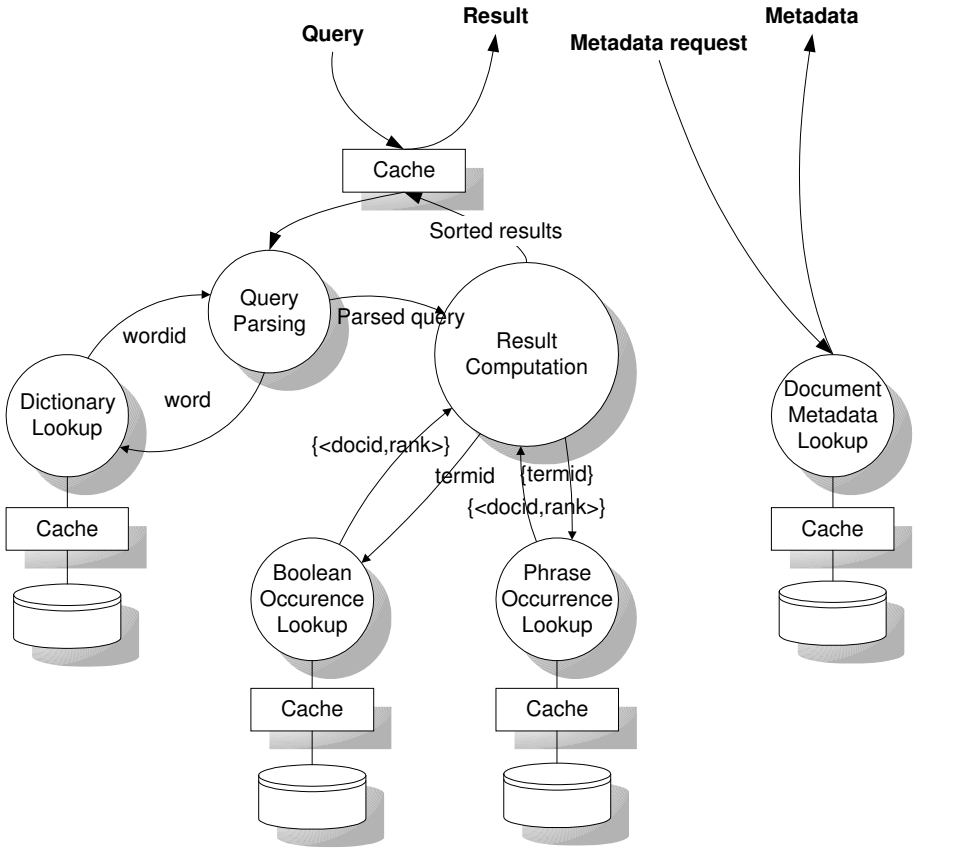 Result
Metadata
Query
Metadata request
Cache
Sorted results
Query
Parsing
Parsed query
wordid
Result
Computation
word
Dictionary
Lookup
Document
Metadata
Lookup
{<docid,rank>}
termid
{termid}
{<docid,rank>}
Cache
Cache
Boolean
Occurence
Lookup
Phrase
Occurrence
Lookup
Cache
Cache